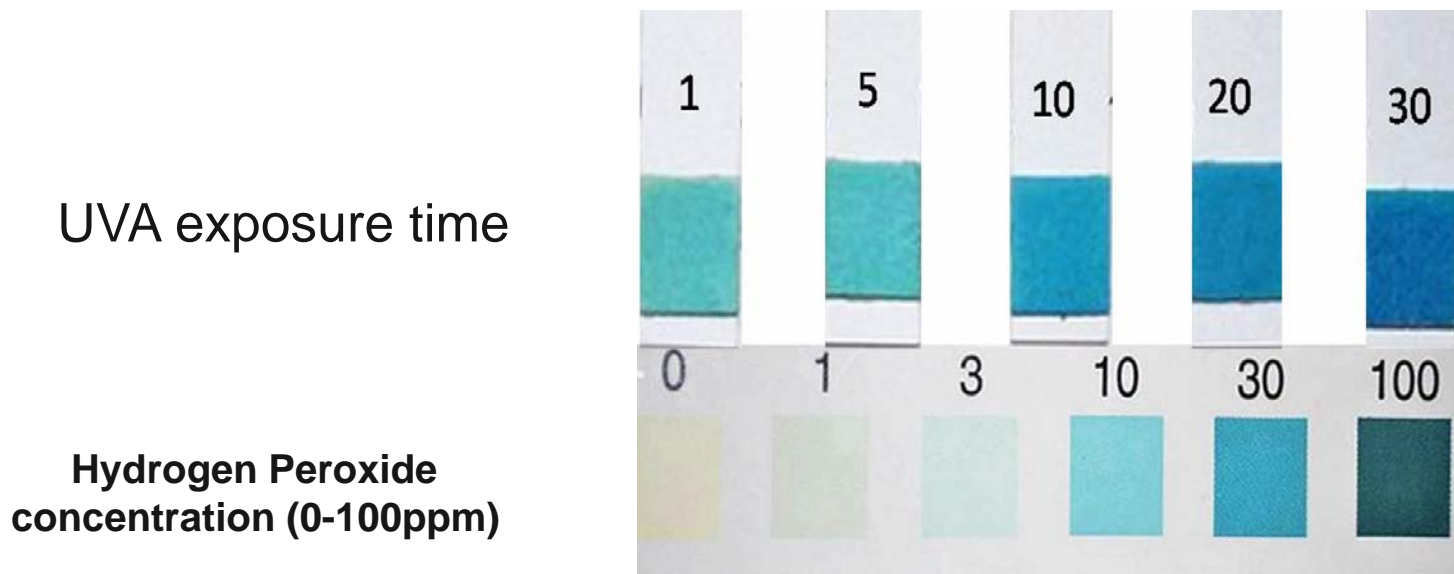 1 5 10 20 30
UVA exposure time
0 1 3 10 30 100
Hydrogen Peroxide
concentration (0-100ppm)